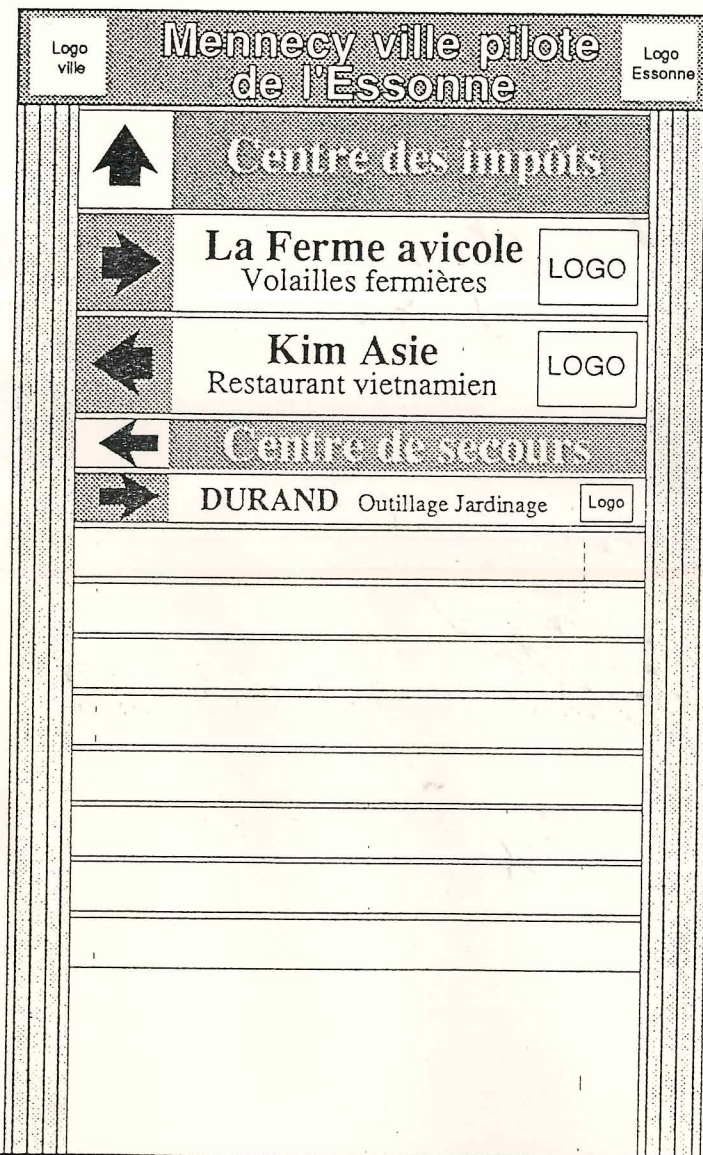 Logo
ville
Mennecy ville pilote
de l'Essonne
Logo
Essonne
Centre des impôts
La Ferme avicole
Volailles fermières
LOGO
Kim Asie
Restaurant vietnamien
LOGO
Centre de secours
DURAND Outillage Jardinage
Logo